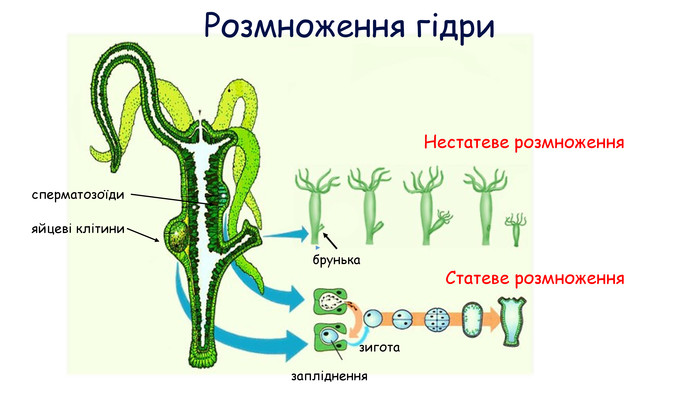 Розмноження гідри
Нестатеве розмноження
сперматозоїди
яйцеві клітини
брунька
Статеве розмноження
зигота
запліднення